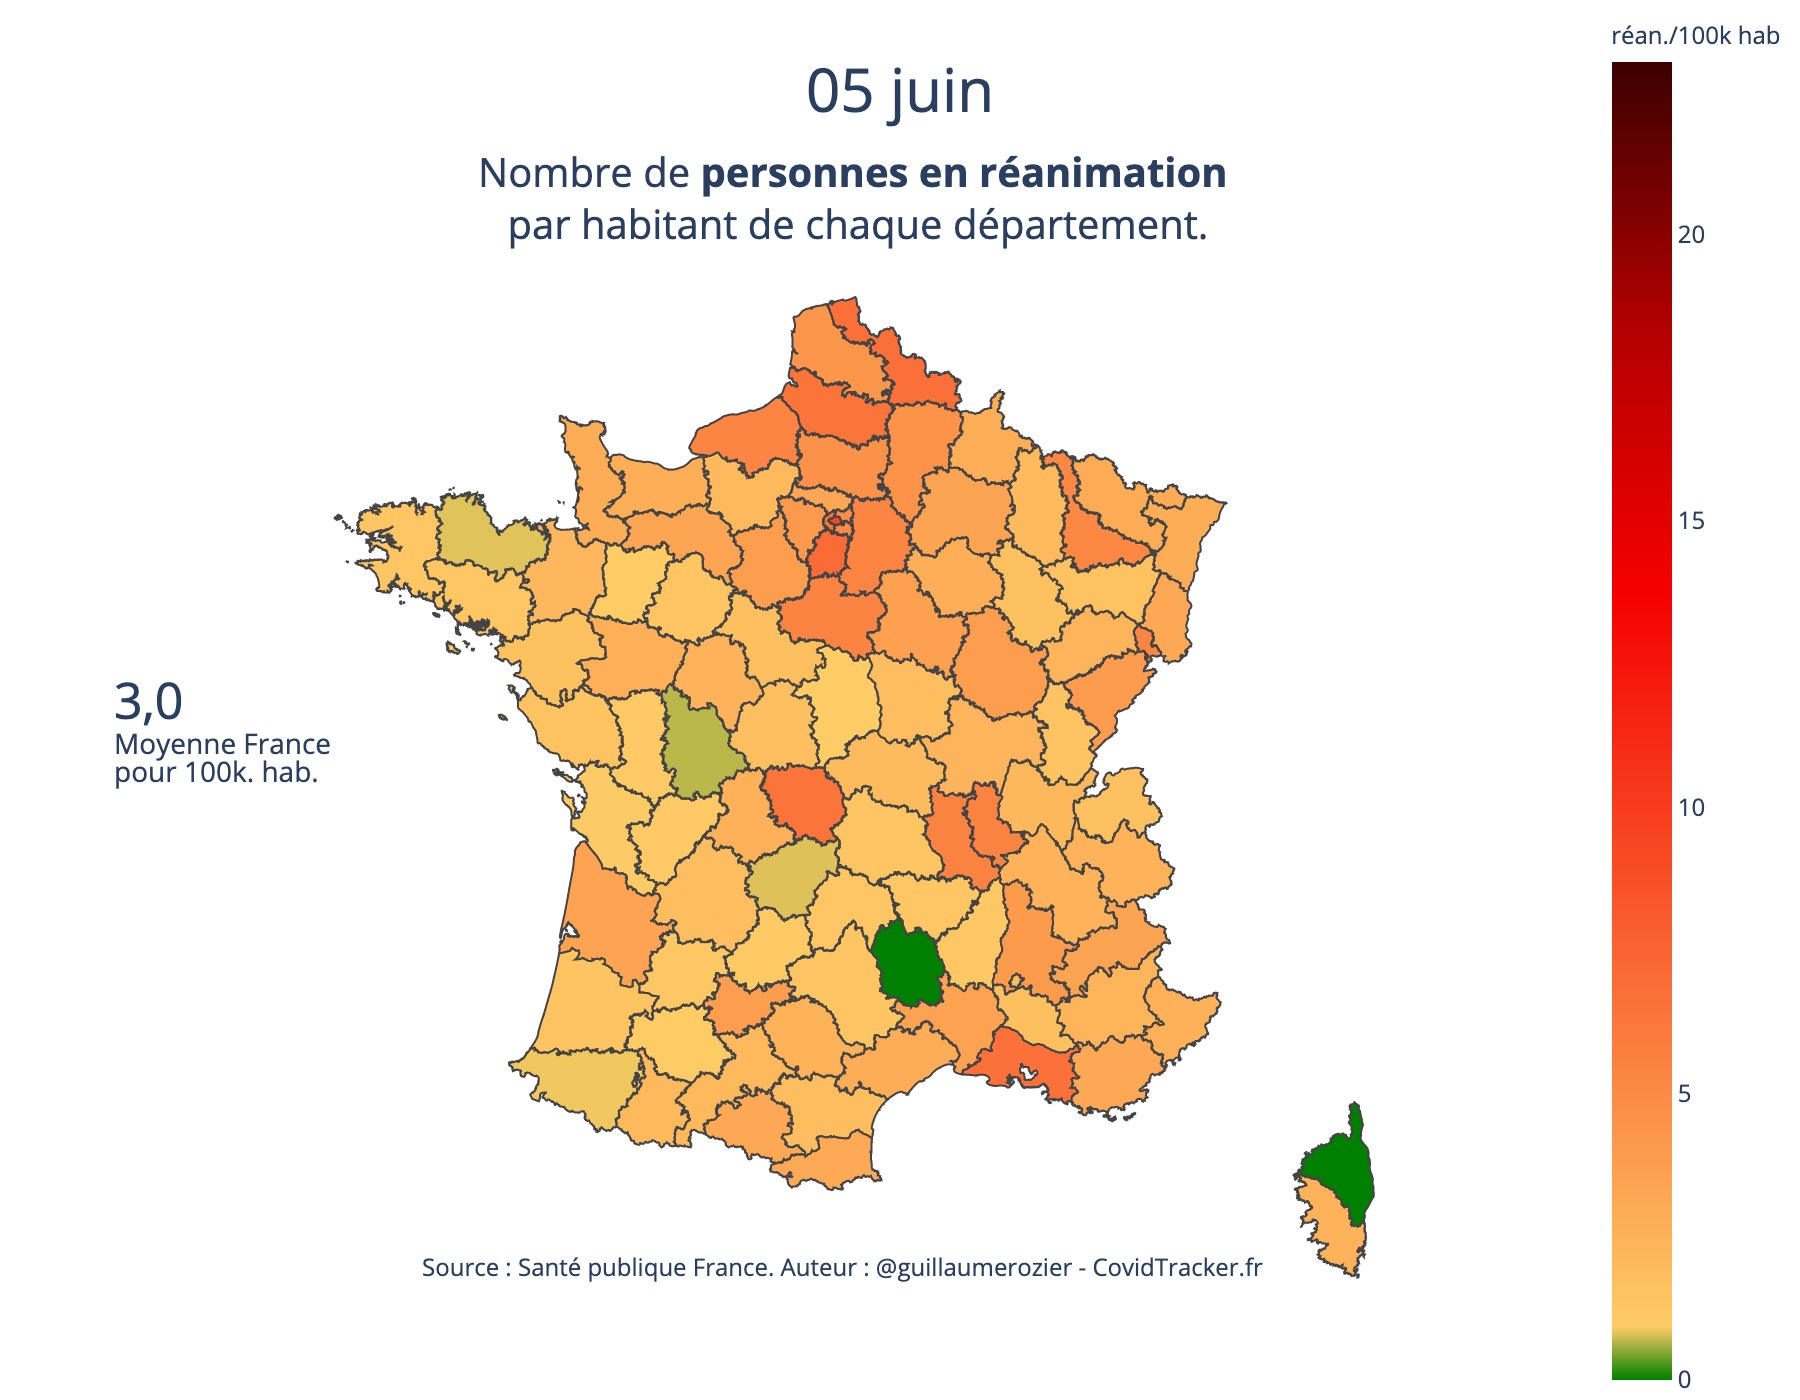 réan./100k hab
05 juin
Nombre de personnes en réanimation
par habitant de chaque département.
20
15
3,0
Moyenne France
pour 100k. hab.
10
5
Source : Santé publique France. Auteur : @guillaumerozier - CovidTracker.fr
0